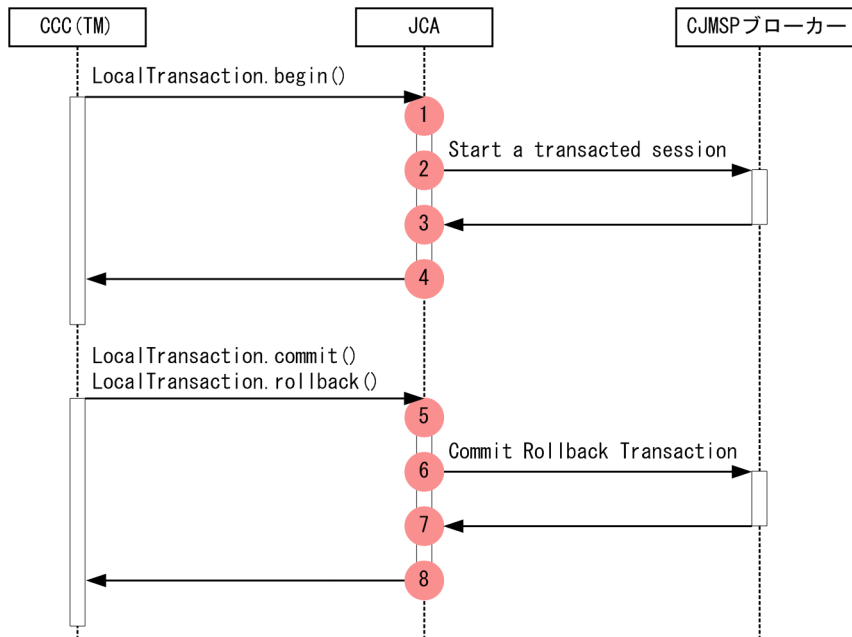 CCC(TM)
JCA
CJMSPブローカー
LocalTransaction.begin()
1
Start a transacted session
2
3
4
LocalTransaction.commit()
LocalTransaction.rollback()
5
Commit Rollback Transaction
6
7
8